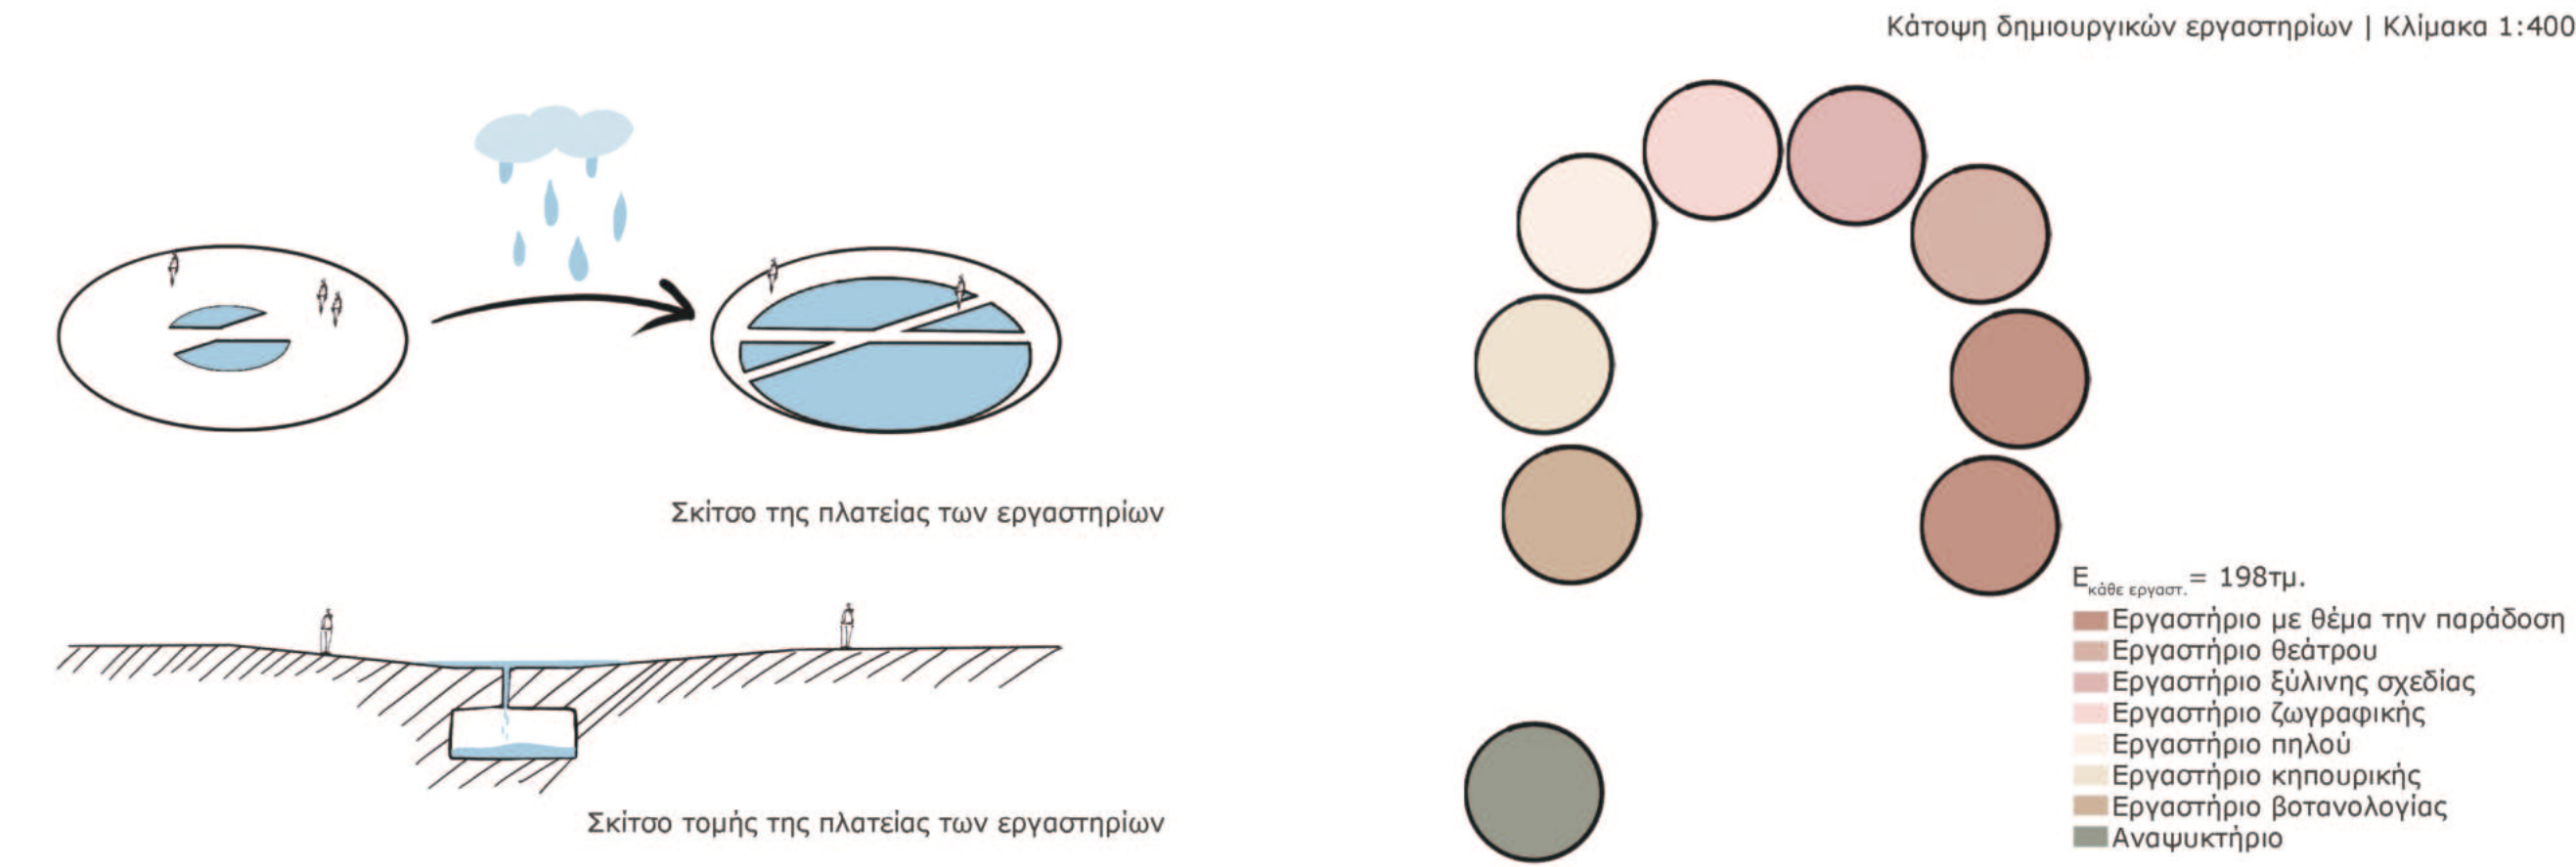 Κάτοψη δημιουργικών εργαστηρίων | Κλίμακα 1:400
Σκίτσο της πλατείας των εργαστηρίων
Σκίτσο τομής της πλατείας των εργαστηρίων
Eκάθε εργαστ. = 198τμ.
Εργαστήριο με θέμα την παράδοση
Εργαστήριο θεάτρου
Εργαστήριο ξύλινης σχεδίας
Εργαστήριο ζωγραφικής
Εργαστήριο πηλού
Εργαστήριο κηπουρικής
Εργαστήριο βοτανολογίας
Αναψυκτήριο